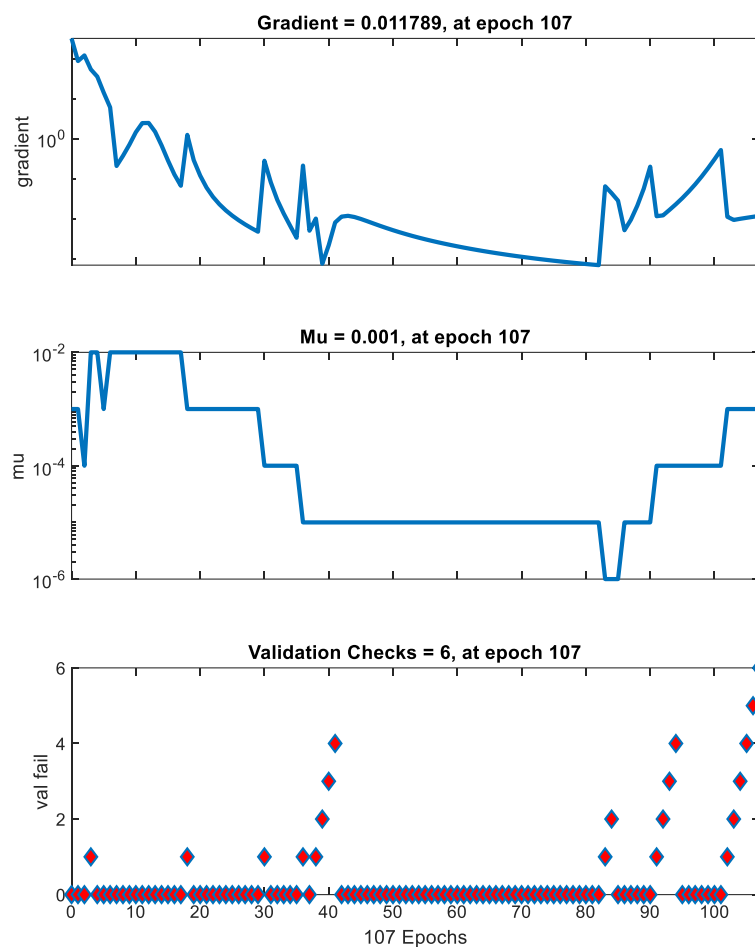 Gradient = 0.011789, at epoch 107
10^0
gradient
Mu = 0.001, at epoch 107
10^-2
10^-4
10^-6
mu
Validation Checks = 6, at epoch 107
6
4
2
0
val fail
0 10 20 30 40 50 60 70 80 90 100
107 Epochs